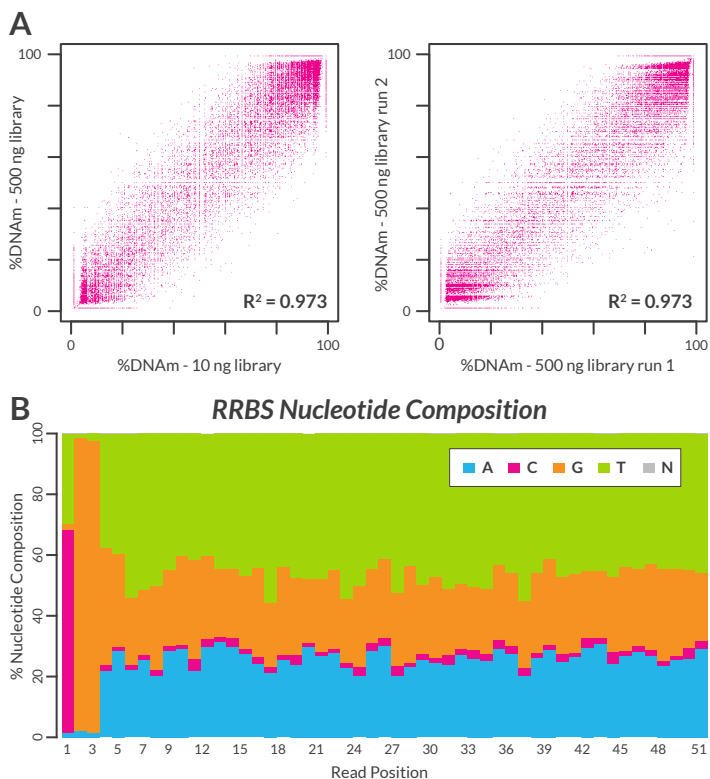 A
100
0
%DNAm - 500 ng library
R² = 0.973
0
100
%DNAm - 10 ng library
100
0
%DNAm - 500 ng library run 2
R² = 0.973
0
100
%DNAm - 500 ng library run 1
B
RRBS Nucleotide Composition
100
80
60
40
20
0
% Nucleotide Composition
A C G T N
1 3 5 7 9 12 15 18 21 24 27 30 33 36 39 42 45 48 51
Read Position